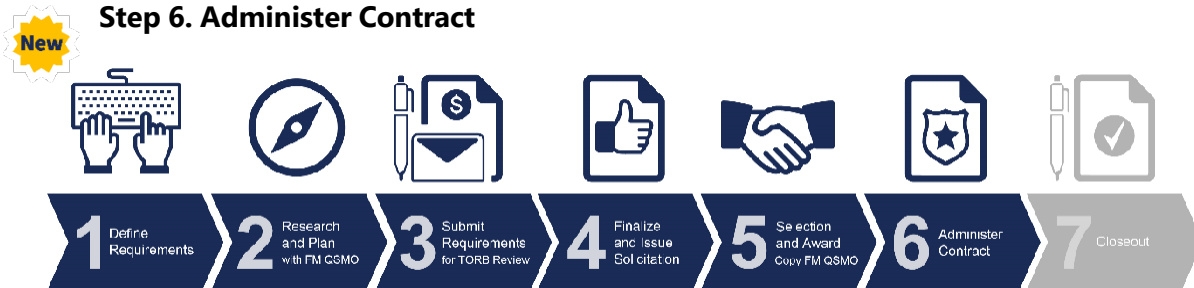 Step 6. Administer Contract
New
$
1
Define
Requirements
2
Research
and Plan
with FM QSMO
3
Submit
Requirements
for TORB Review
4
Finalize
and Issue
Solicitation
5
Selection
and Award
Copy FM QSMO
6
Administer
Contract
7
Closeout